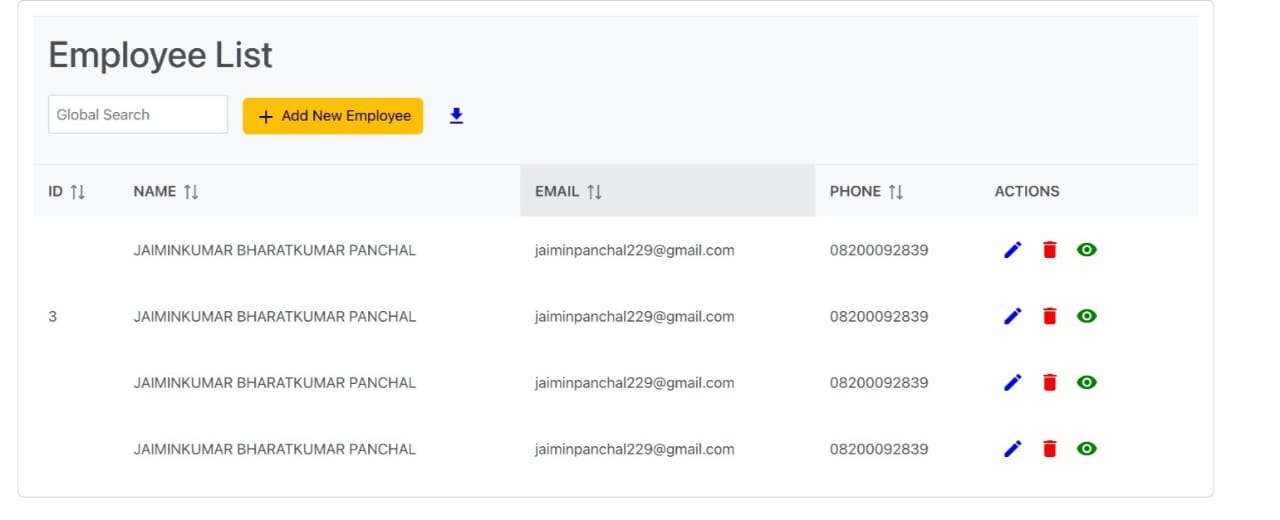 Employee List
Global Search
Add New Employee
ID NAME EMAIL PHONE ACTIONS
JAIMINKUMAR BHARATKUMAR PANCHAL jaiminpanchal229@gmail.com 08200092839
3 JAIMINKUMAR BHARATKUMAR PANCHAL jaiminpanchal229@gmail.com 08200092839
JAIMINKUMAR BHARATKUMAR PANCHAL jaiminpanchal229@gmail.com 08200092839
JAIMINKUMAR BHARATKUMAR PANCHAL jaiminpanchal229@gmail.com 08200092839